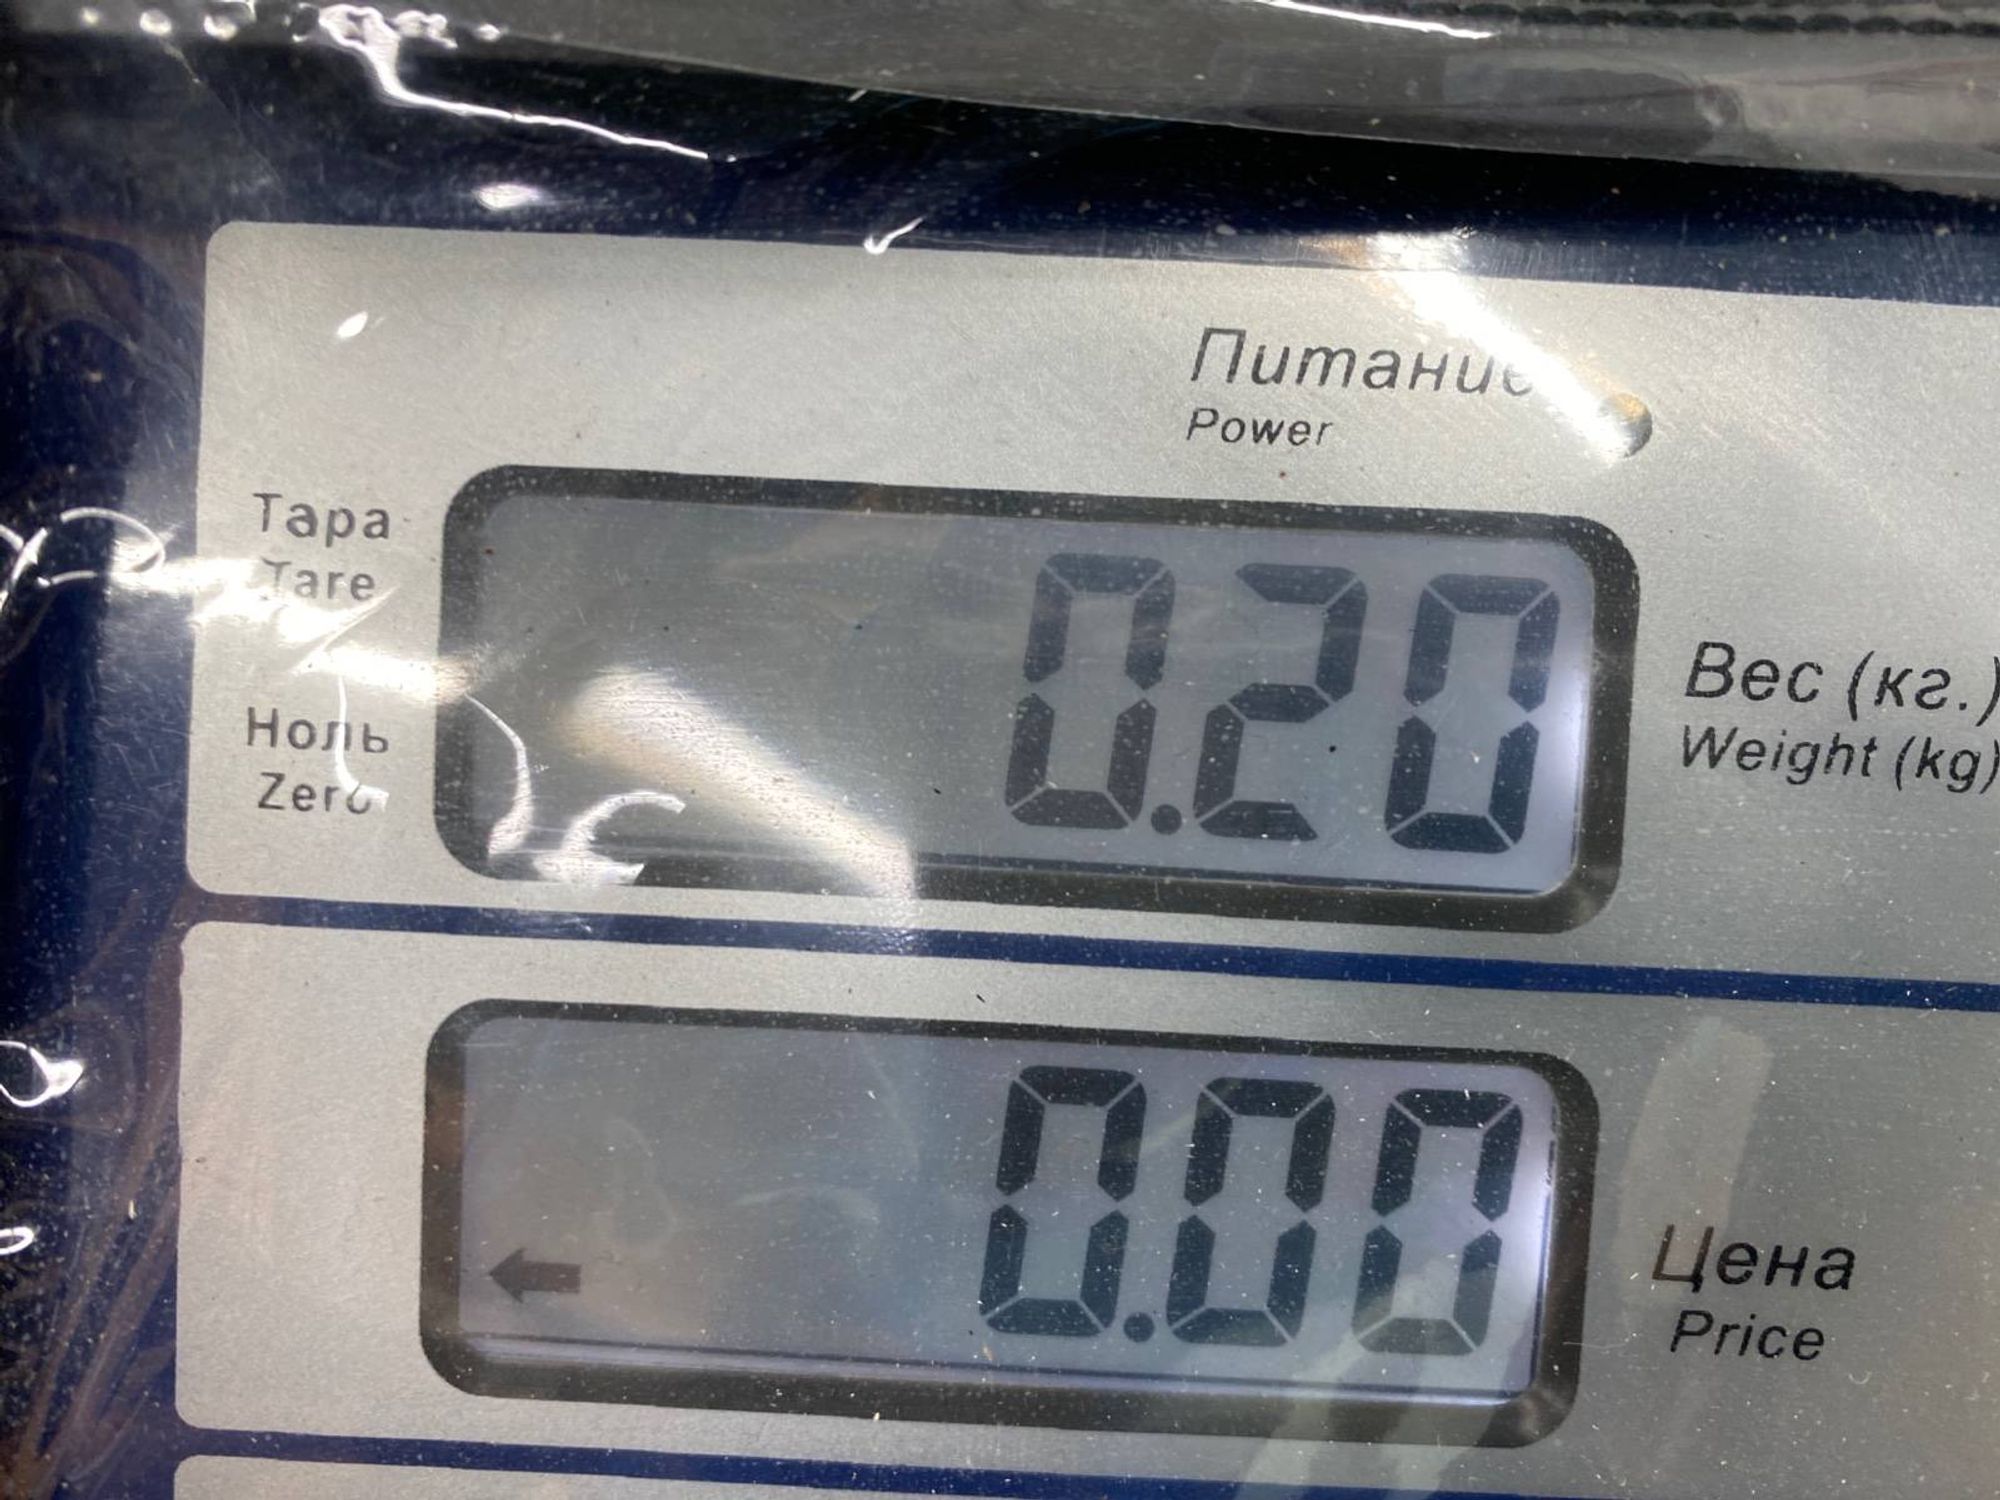 Питание
Power
Тара
Tare
0.20
Вес (кг.)
Weight (kg)
Ноль
Zero
0.00
Цена
Price